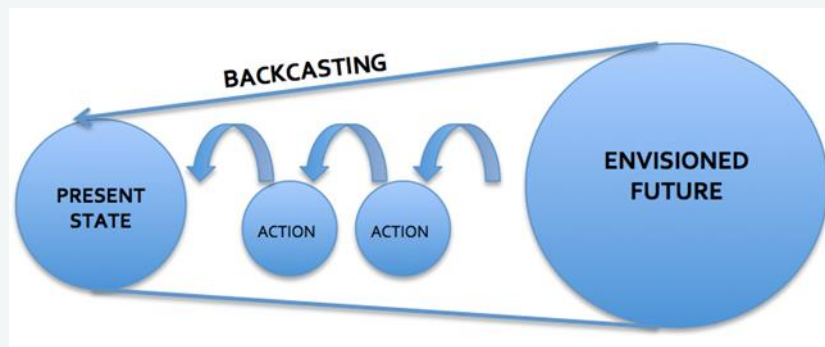 BACKCASTING
PRESENT
STATE
ACTION
ACTION
ENVISIONED
FUTURE